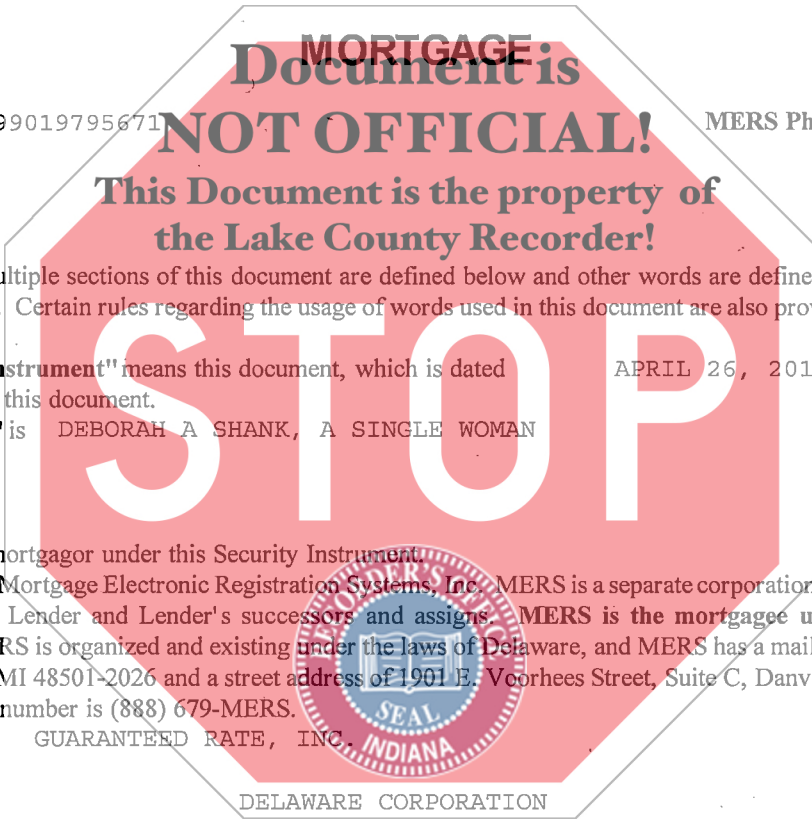 MORTGAGE
Document is
99019795671
NOT OFFICIAL!
MERS Ph
This Document is the property of
the Lake County Recorder!
ultiple sections of this document are defined below and other words are define
. Certain rules regarding the usage of words used in this document are also pro
STOP
strument" means this document, which is dated APRIL 26, 201
this document.
" is DEBORAH A SHANK, A SINGLE WOMAN
ortgagor under this Security Instrument.
Mortgage Electronic Registration Systems, Inc. MERS is a separate corporation
Lender and Lender's successors and assigns. MERS is the mortgagee u
RS is organized and existing under the laws of Delaware, and MERS has a mail
MI 48501-2026 and a street address of 1901 E. Voorhees Street, Suite C, Danv
number is (888) 679-MERS.
GUARANTEED RATE, INC.
SEAL
INDIANA
DELAWARE CORPORATION